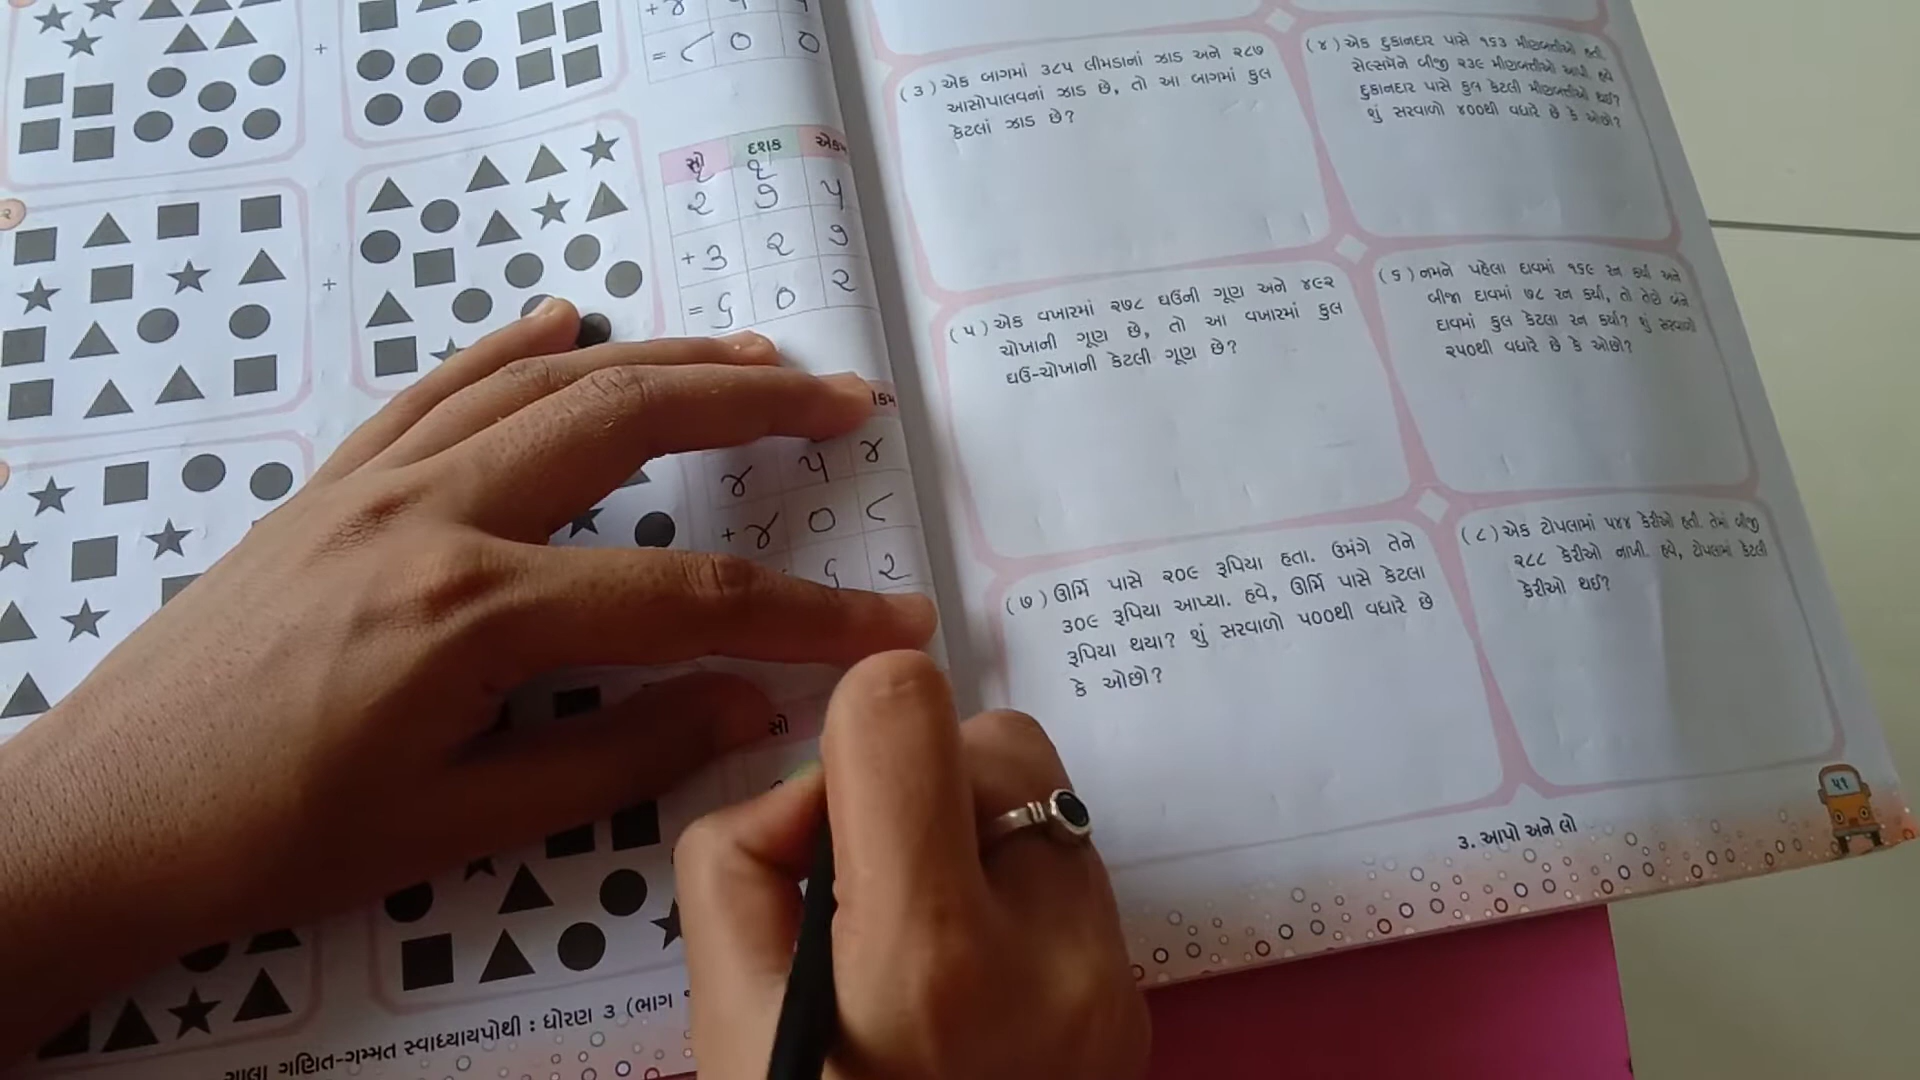 = ૮ ૦ ૦
સો દશક
૧ ૧
૨ ૭ ૫
+ ૩ ૨ ૭
= ૬ ૦ ૨
૪ ૫ ૪
+ ૪ ૦ ૮
૬ ૨
સો
ગાલા ગણિત-ગમ્મત સ્વાધ્યાયપોથી : ધોરણ ૩ (ભાગ
(૩) એક બાગમાં ૩૮૫ લીમડાનાં ઝાડ અને ૨૮૭
આસોપાલવનાં ઝાડ છે, તો આ બાગમાં કુલ
કેટલાં ઝાડ છે?
(૪) એક દુકાનદાર પાસે ૧૬૩ મીણબત્તીઓ હતી.
સેલ્સમેને બીજી ૨૩૯ મીણબત્તીઓ આપી. હવે
દુકાનદાર પાસે કુલ કેટલી મીણબત્તીઓ થઈ?
શું સરવાળો ૪૦૦થી વધારે છે કે ઓછો?
(૫) એક વખારમાં ૨૭૮ ઘઉંની ગૂણ અને ૪૯૨
ચોખાની ગૂણ છે, તો આ વખારમાં કુલ
ઘઉં-ચોખાની કેટલી ગૂણ છે?
(૬) નમને પહેલા દાવમાં ૧૬૯ રન કર્યા અને
બીજા દાવમાં ૭૮ રન કર્યા, તો તેણે બંને
દાવમાં કુલ કેટલા રન કર્યા? શું સરવાળો
૨૫૦થી વધારે છે કે ઓછો?
(૭) ઊર્મિ પાસે ૨૦૯ રૂપિયા હતા. ઉમંગે તેને
૩૦૯ રૂપિયા આપ્યા. હવે, ઊર્મિ પાસે કેટલા
રૂપિયા થયા? શું સરવાળો ૫૦૦થી વધારે છે
કે ઓછો?
(૮) એક ટોપલામાં ૫૪૪ કેરીઓ હતી. તેમાં બીજી
૨૮૮ કેરીઓ નાખી. હવે, ટોપલામાં કેટલી
કેરીઓ થઈ?
૩. આપો અને લો
૫૧